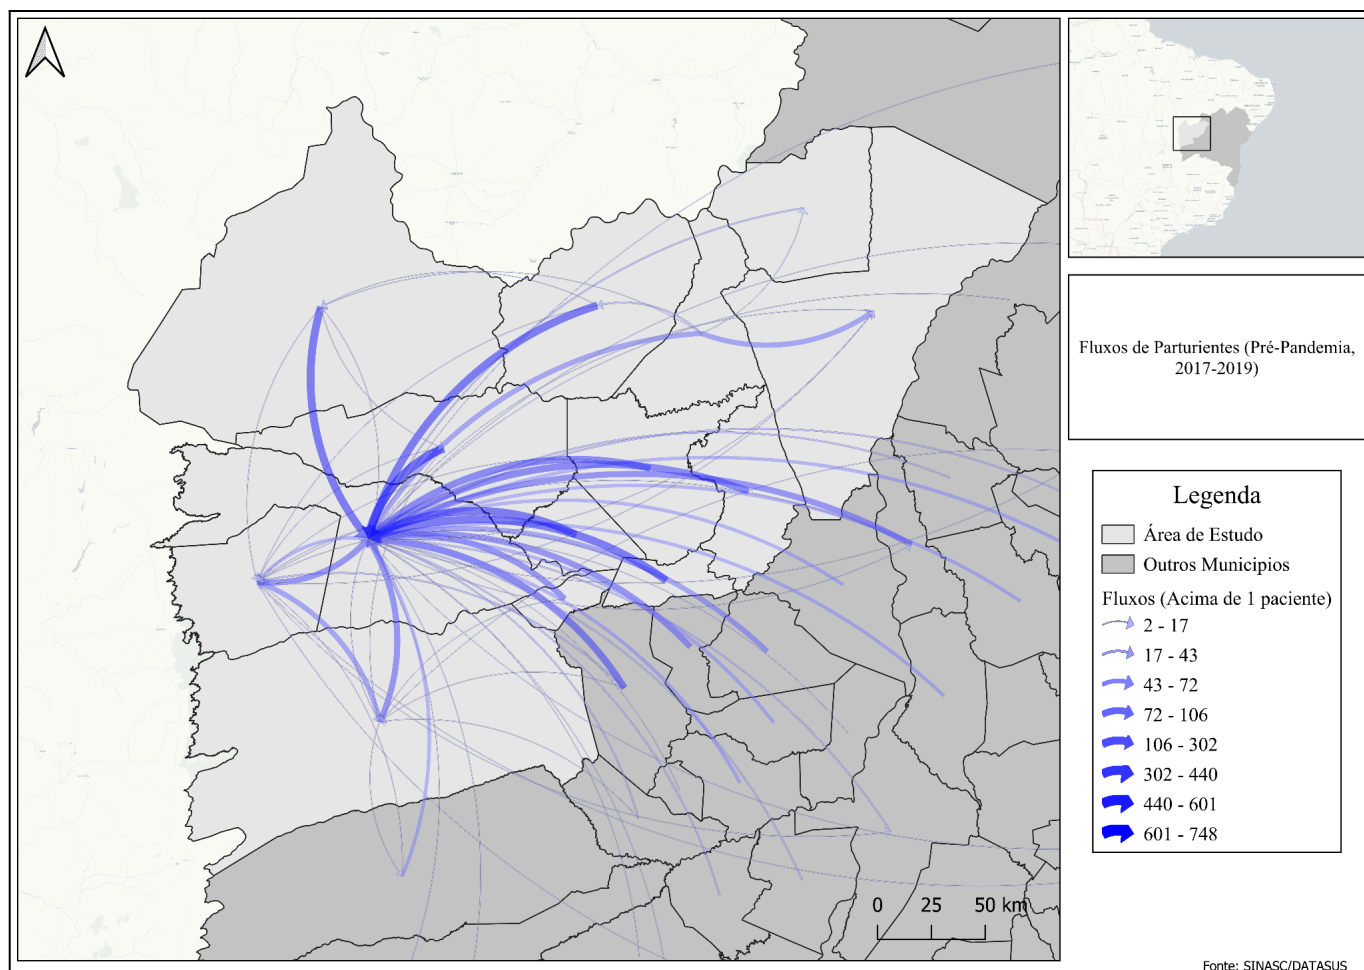 Fluxos de Parturientes (Pré-Pandemia,
2017-2019)
Legenda
Área de Estudo
Outros Municipios
Fluxos (Acima de 1 paciente)
2 - 17
17 - 43
43 - 72
72 - 106
106 - 302
302 - 440
440 - 601
601 - 748
0 25 50 km
Fonte: SINASC/DATASUS